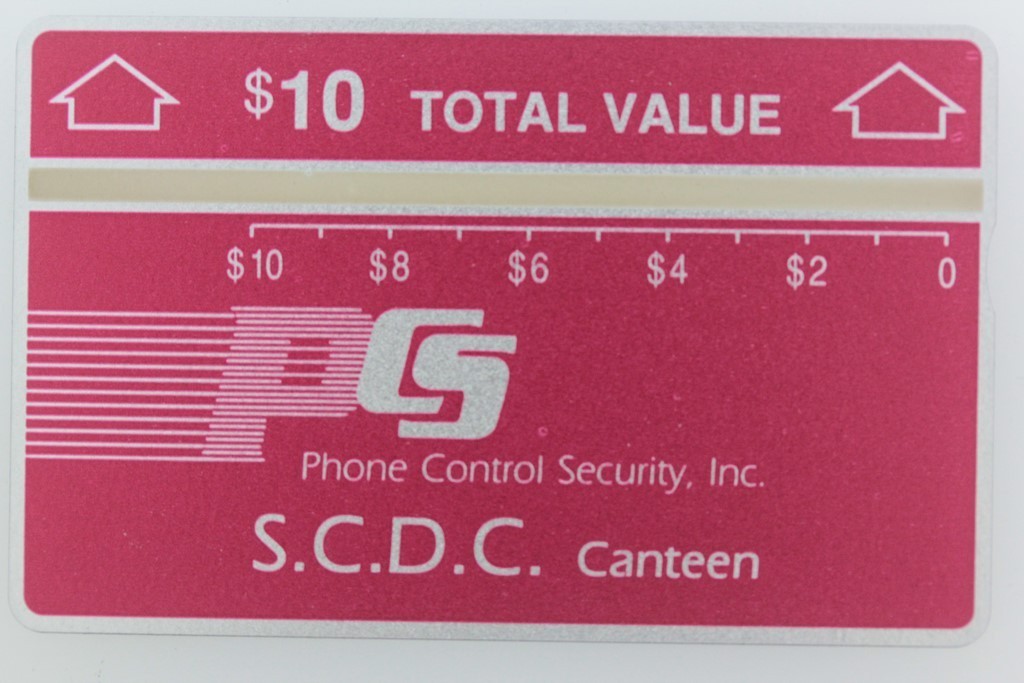 $10 TOTAL VALUE
$10 $8 $6 $4 $2 0
PCS
Phone Control Security, Inc.
S.C.D.C. Canteen